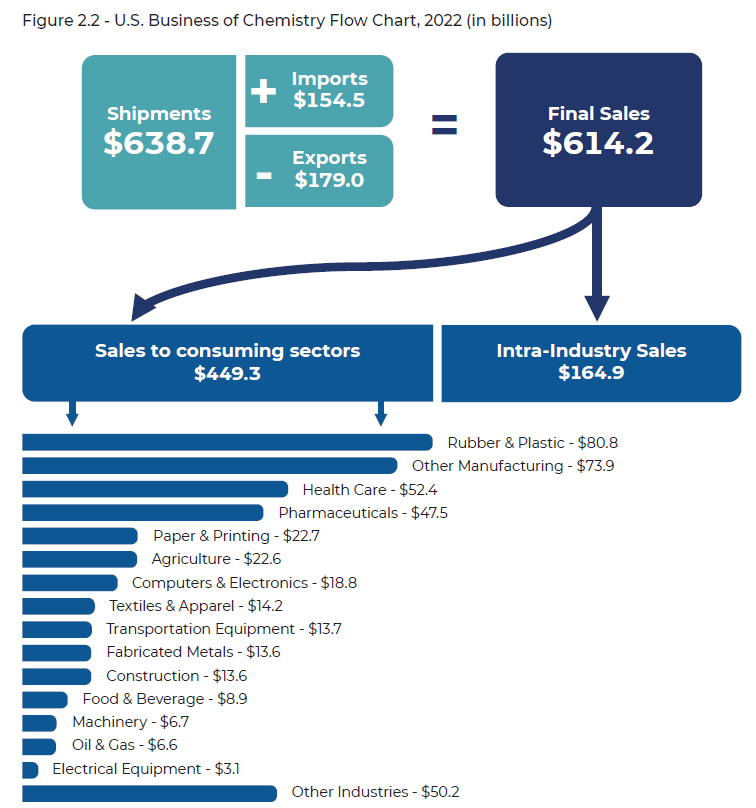 Figure 2.2 - U.S. Business of Chemistry Flow Chart, 2022 (in billions)
Shipments
$638.7
+ Imports
$154.5
- Exports
$179.0
=
Final Sales
$614.2
Sales to consuming sectors
$449.3
Intra-Industry Sales
$164.9
Rubber & Plastic - $80.8
Other Manufacturing - $73.9
Health Care - $52.4
Pharmaceuticals - $47.5
Paper & Printing - $22.7
Agriculture - $22.6
Computers & Electronics - $18.8
Textiles & Apparel - $14.2
Transportation Equipment - $13.7
Fabricated Metals - $13.6
Construction - $13.6
Food & Beverage - $8.9
Machinery - $6.7
Oil & Gas - $6.6
Electrical Equipment - $3.1
Other Industries - $50.2